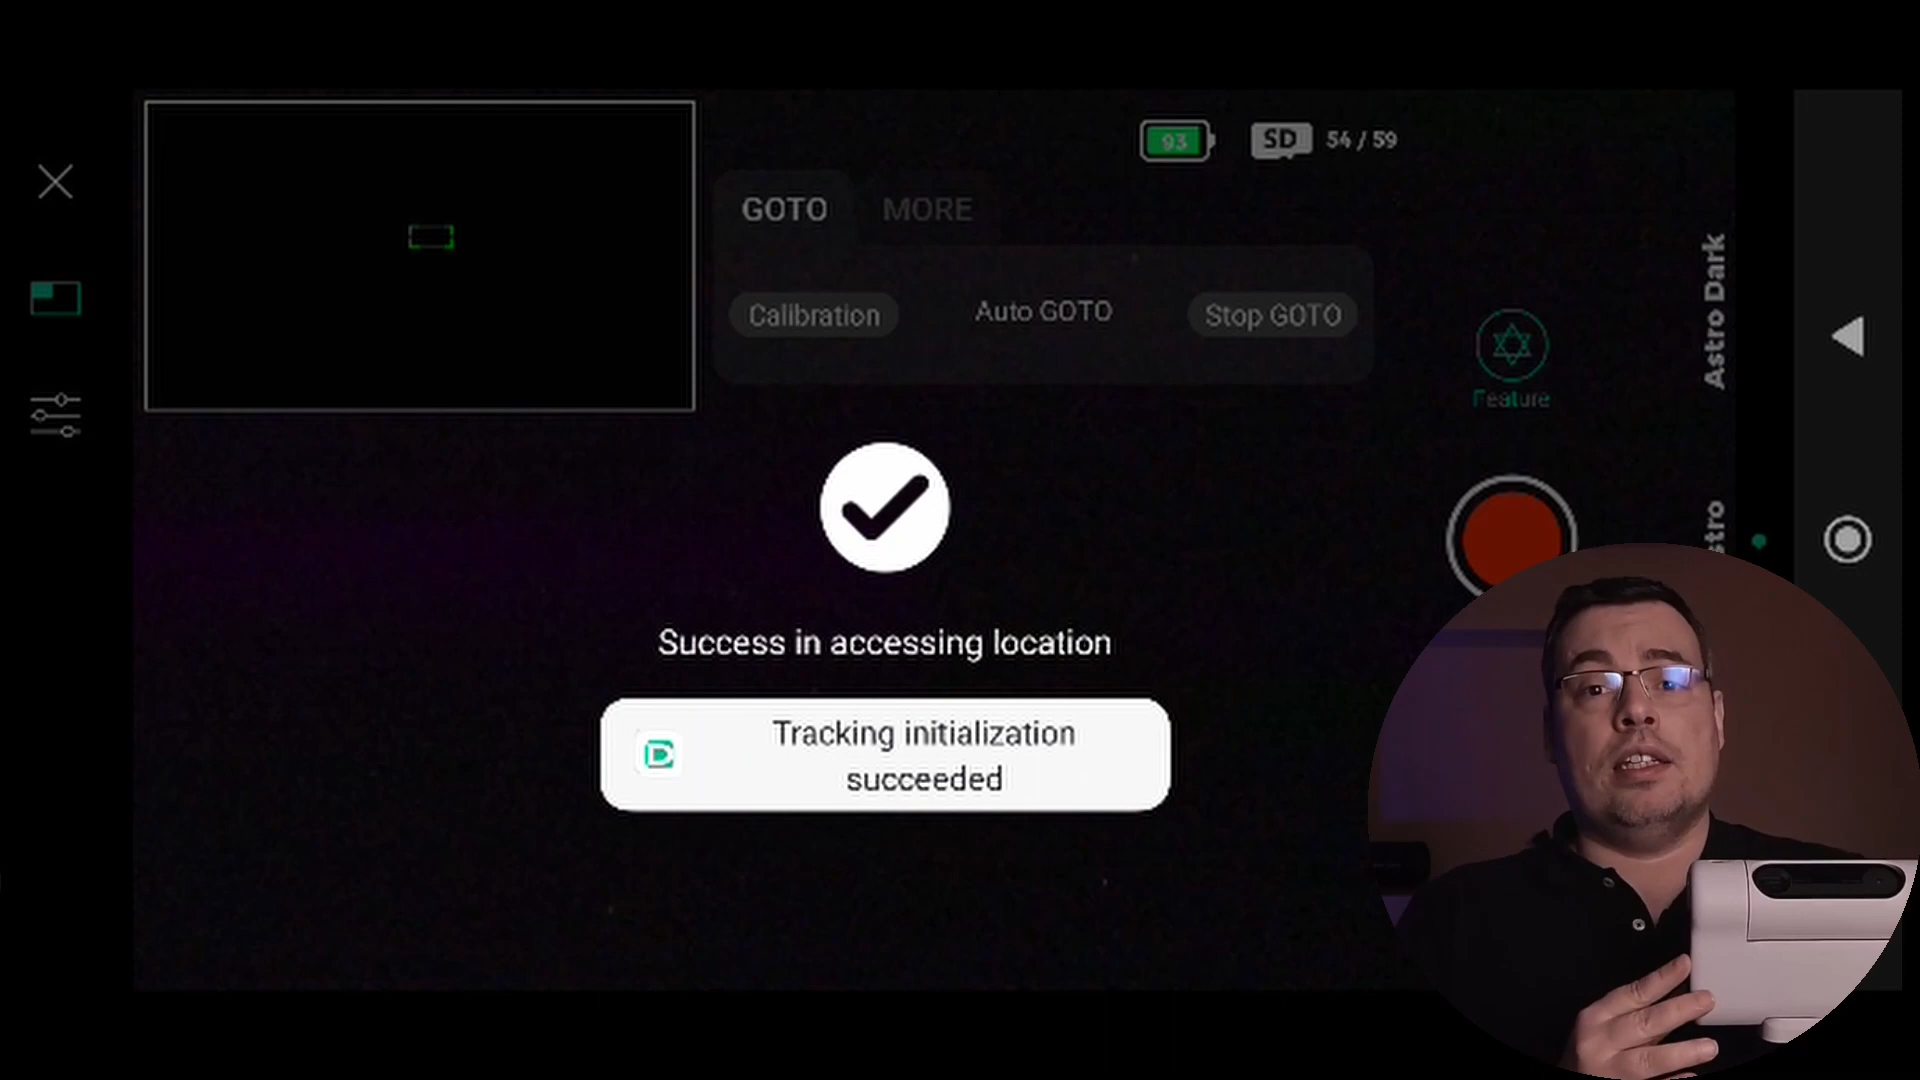 93
SD
54 / 59
GOTO
MORE
Calibration
Auto GOTO
Stop GOTO
Astro Dark
Feature
Success in accessing location
Tracking initialization
succeeded